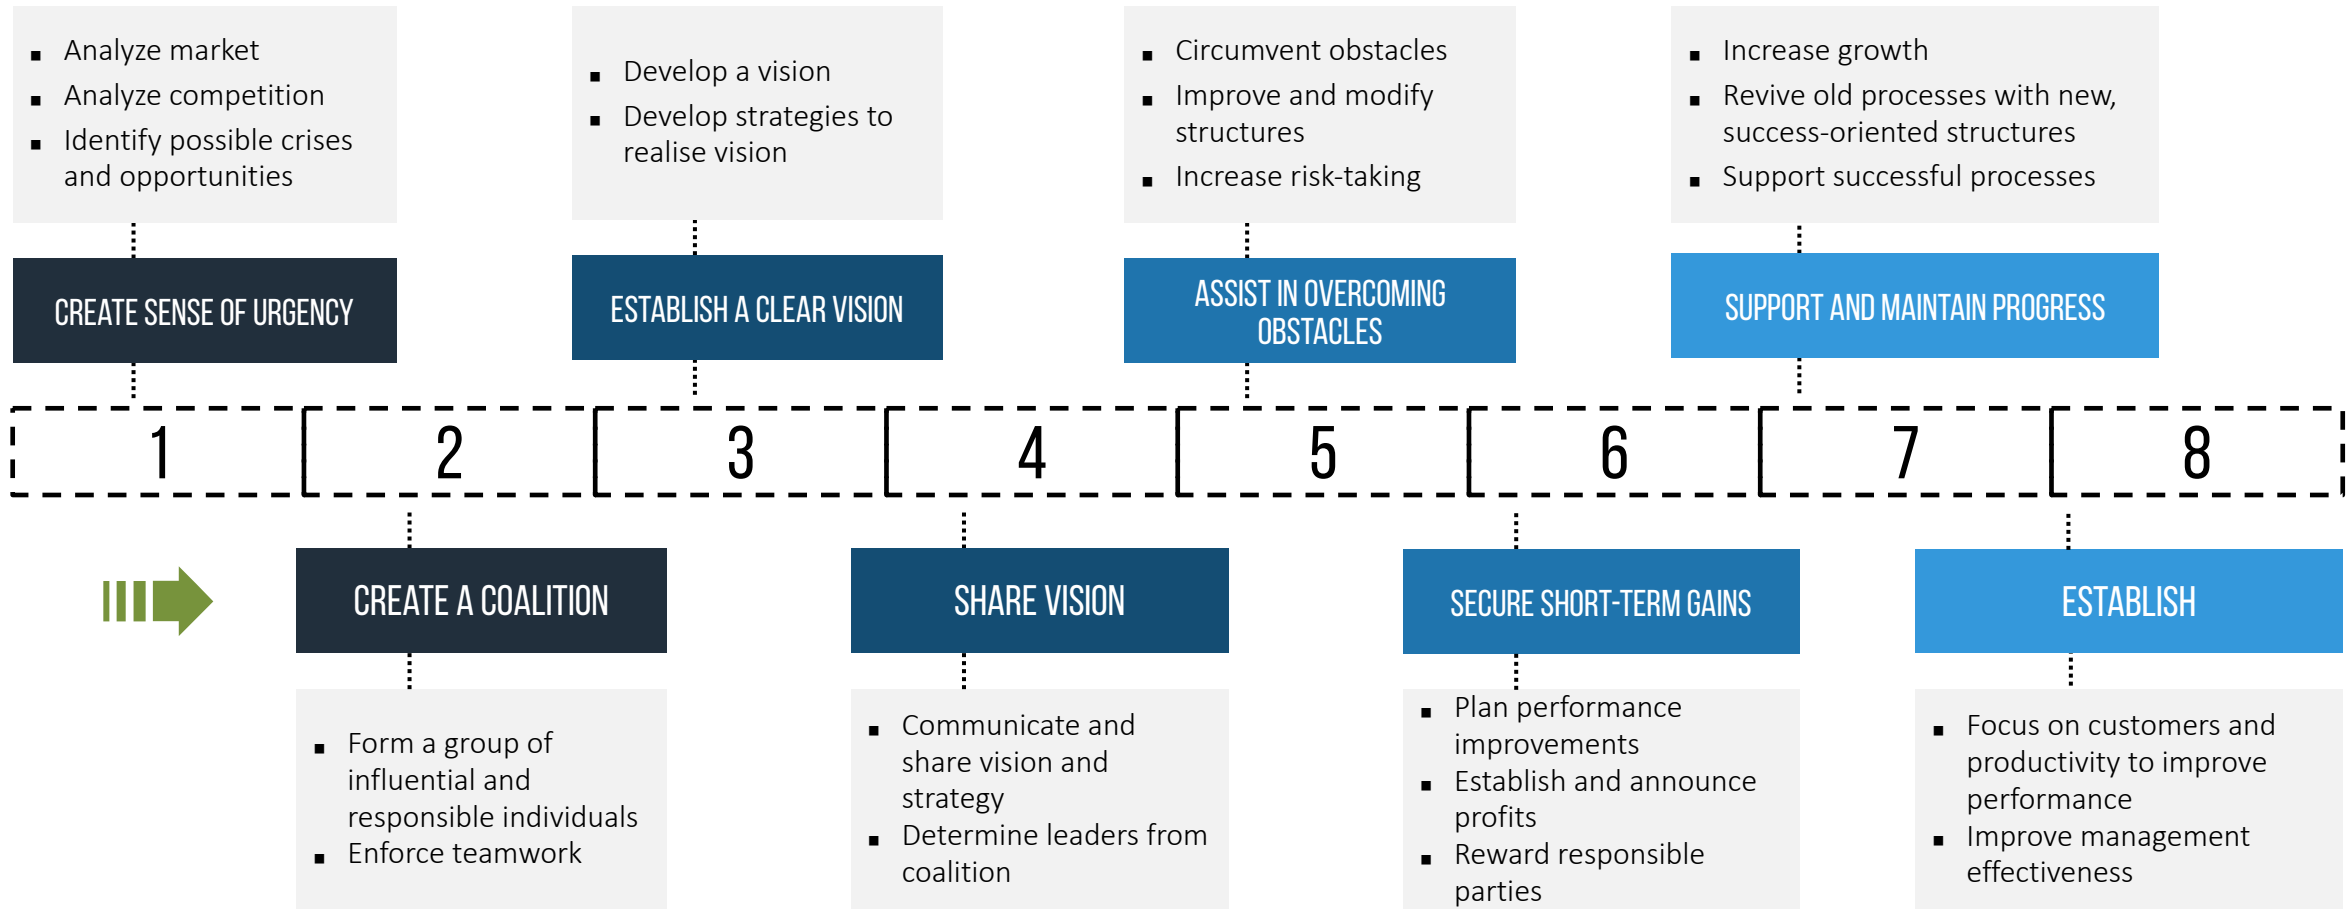 ▪ Analyze market
▪ Analyze competition
▪ Identify possible crises
and opportunities
CREATE SENSE OF URGENCY
▪ Develop a vision
▪ Develop strategies to
realise vision
ESTABLISH A CLEAR VISION
▪ Circumvent obstacles
▪ Improve and modify
structures
▪ Increase risk-taking
ASSIST IN OVERCOMING
OBSTACLES
▪ Increase growth
▪ Revive old processes with new,
success-oriented structures
▪ Support successful processes
SUPPORT AND MAINTAIN PROGRESS
1 2 3 4 5 6 7 8
CREATE A COALITION
▪ Form a group of
influential and
responsible individuals
▪ Enforce teamwork
SHARE VISION
▪ Communicate and
share vision and
strategy
▪ Determine leaders from
coalition
SECURE SHORT-TERM GAINS
▪ Plan performance
improvements
▪ Establish and announce
profits
▪ Reward responsible
parties
ESTABLISH
▪ Focus on customers and
productivity to improve
performance
▪ Improve management
effectiveness